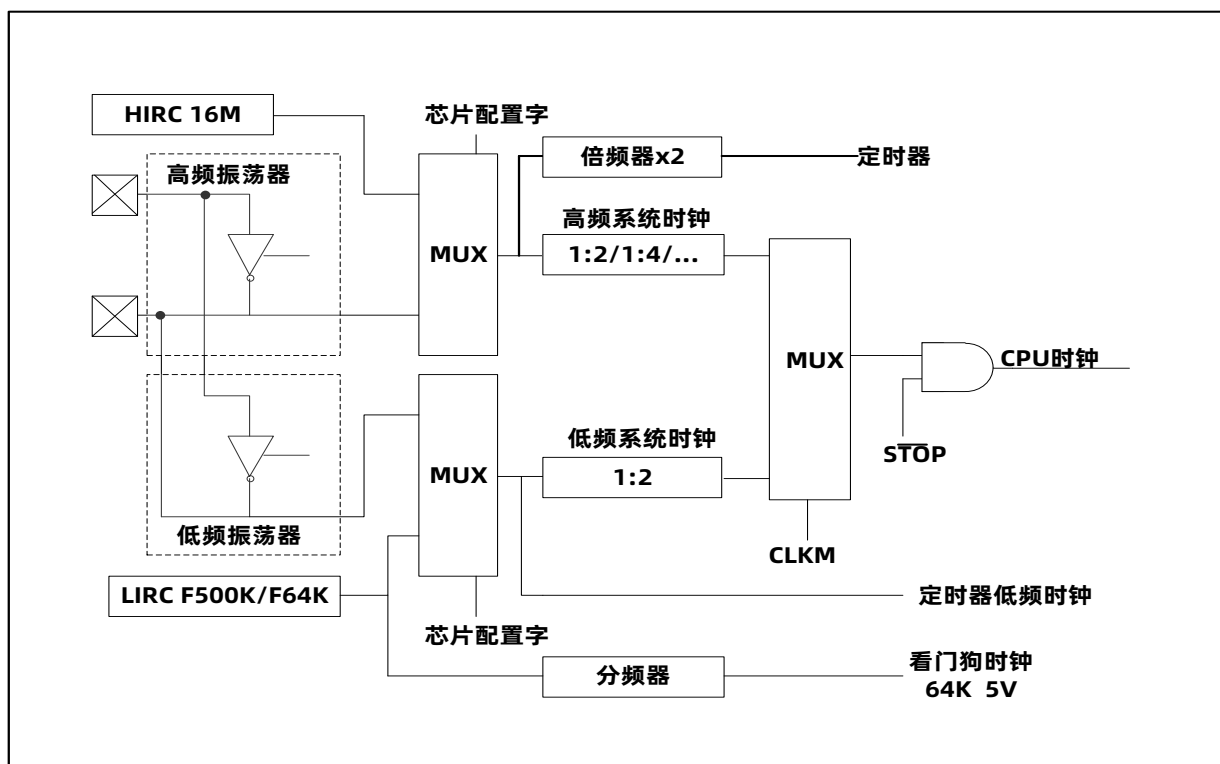 HIRC 16M
芯片配置字
高频振荡器
倍频器x2
定时器
高频系统时钟
MUX
1:2/1:4/...
MUX
CPU时钟
STOP
低频系统时钟
MUX
1:2
低频振荡器
CLKM
LIRC F500K/F64K
定时器低频时钟
芯片配置字
分频器
看门狗时钟
64K 5V